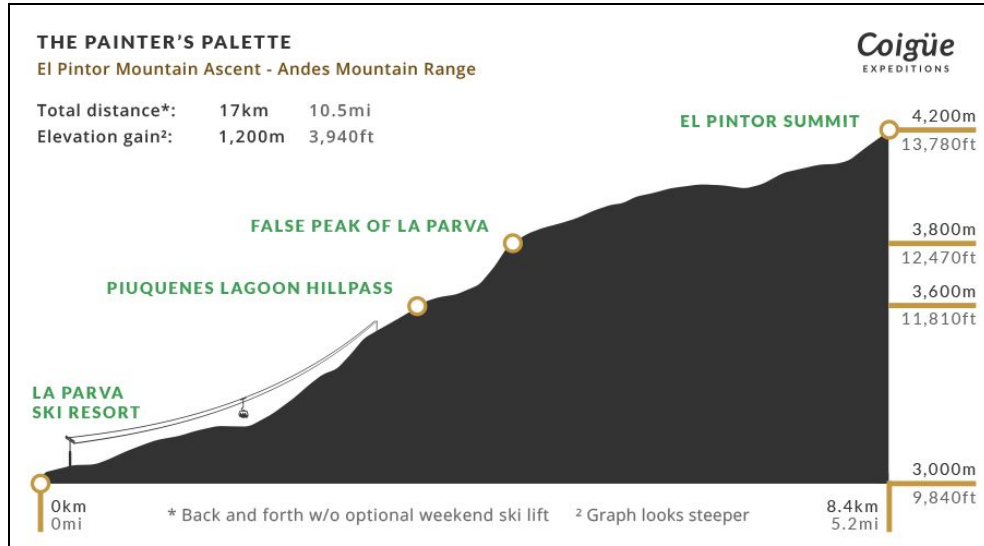 THE PAINTER'S PALETTE
El Pintor Mountain Ascent - Andes Mountain Range
Coigüe
EXPEDITIONS
Total distance*: 17km 10.5mi
Elevation gain²: 1,200m 3,940ft
EL PINTOR SUMMIT
4,200m
13,780ft
FALSE PEAK OF LA PARVA
3,800m
12,470ft
PIUQUENES LAGOON HILLPASS
3,600m
11,810ft
LA PARVA
SKI RESORT
3,000m
9,840ft
0km
0mi
* Back and forth w/o optional weekend ski lift
² Graph looks steeper
8.4km
5.2mi